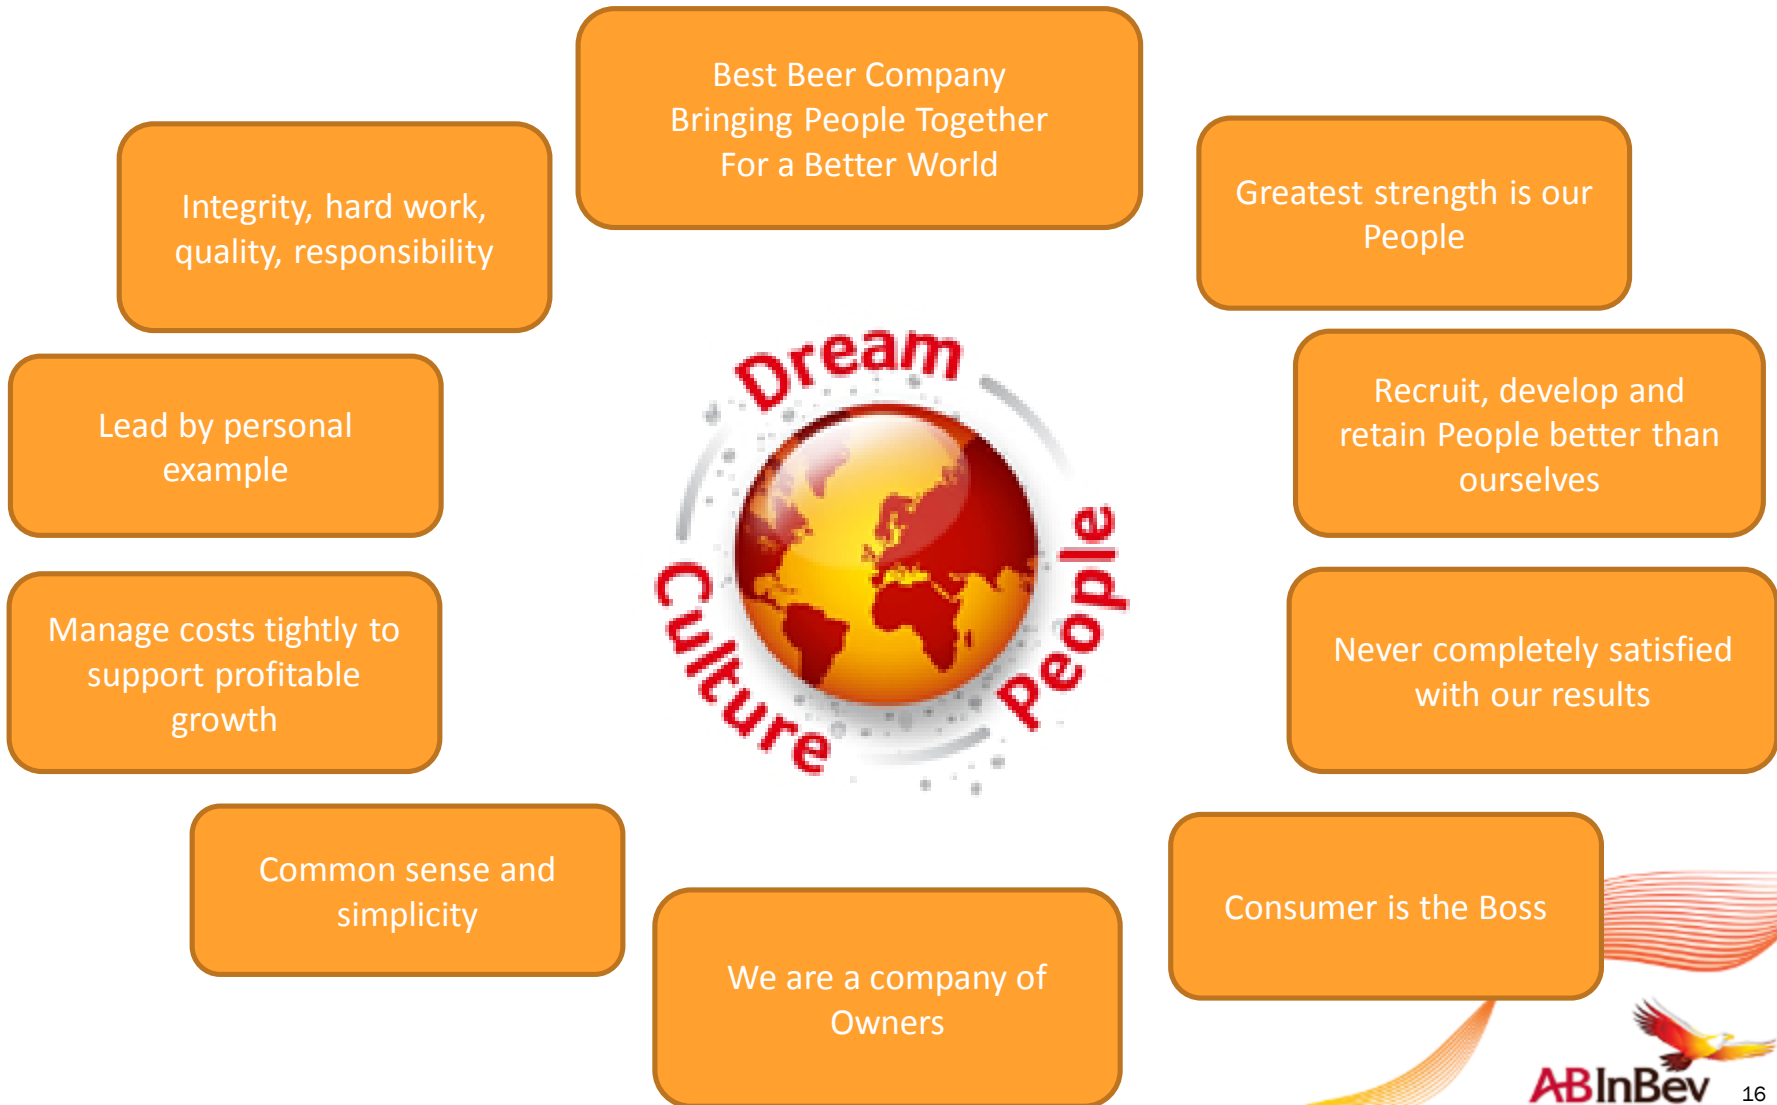 Best Beer Company
Bringing People Together
For a Better World
Greatest strength is our
People
Recruit, develop and
retain People better than
ourselves
Never completely satisfied
with our results
Consumer is the Boss
We are a company of
Owners
Common sense and
simplicity
Manage costs tightly to
support profitable
growth
Lead by personal
example
Integrity, hard work,
quality, responsibility
Dream
People
Culture
ABInBev
16